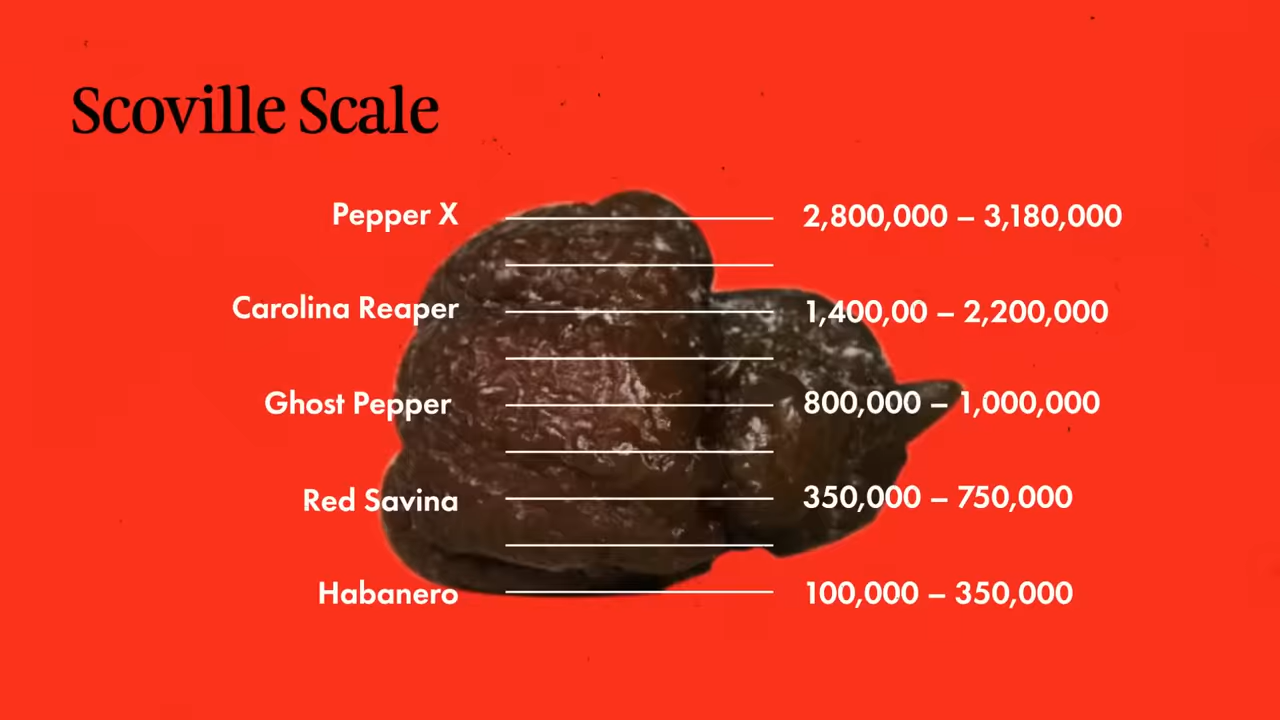 Scoville Scale
Pepper X 2,800,000 – 3,180,000
Carolina Reaper 1,400,00 – 2,200,000
Ghost Pepper 800,000 – 1,000,000
Red Savina 350,000 – 750,000
Habanero 100,000 – 350,000